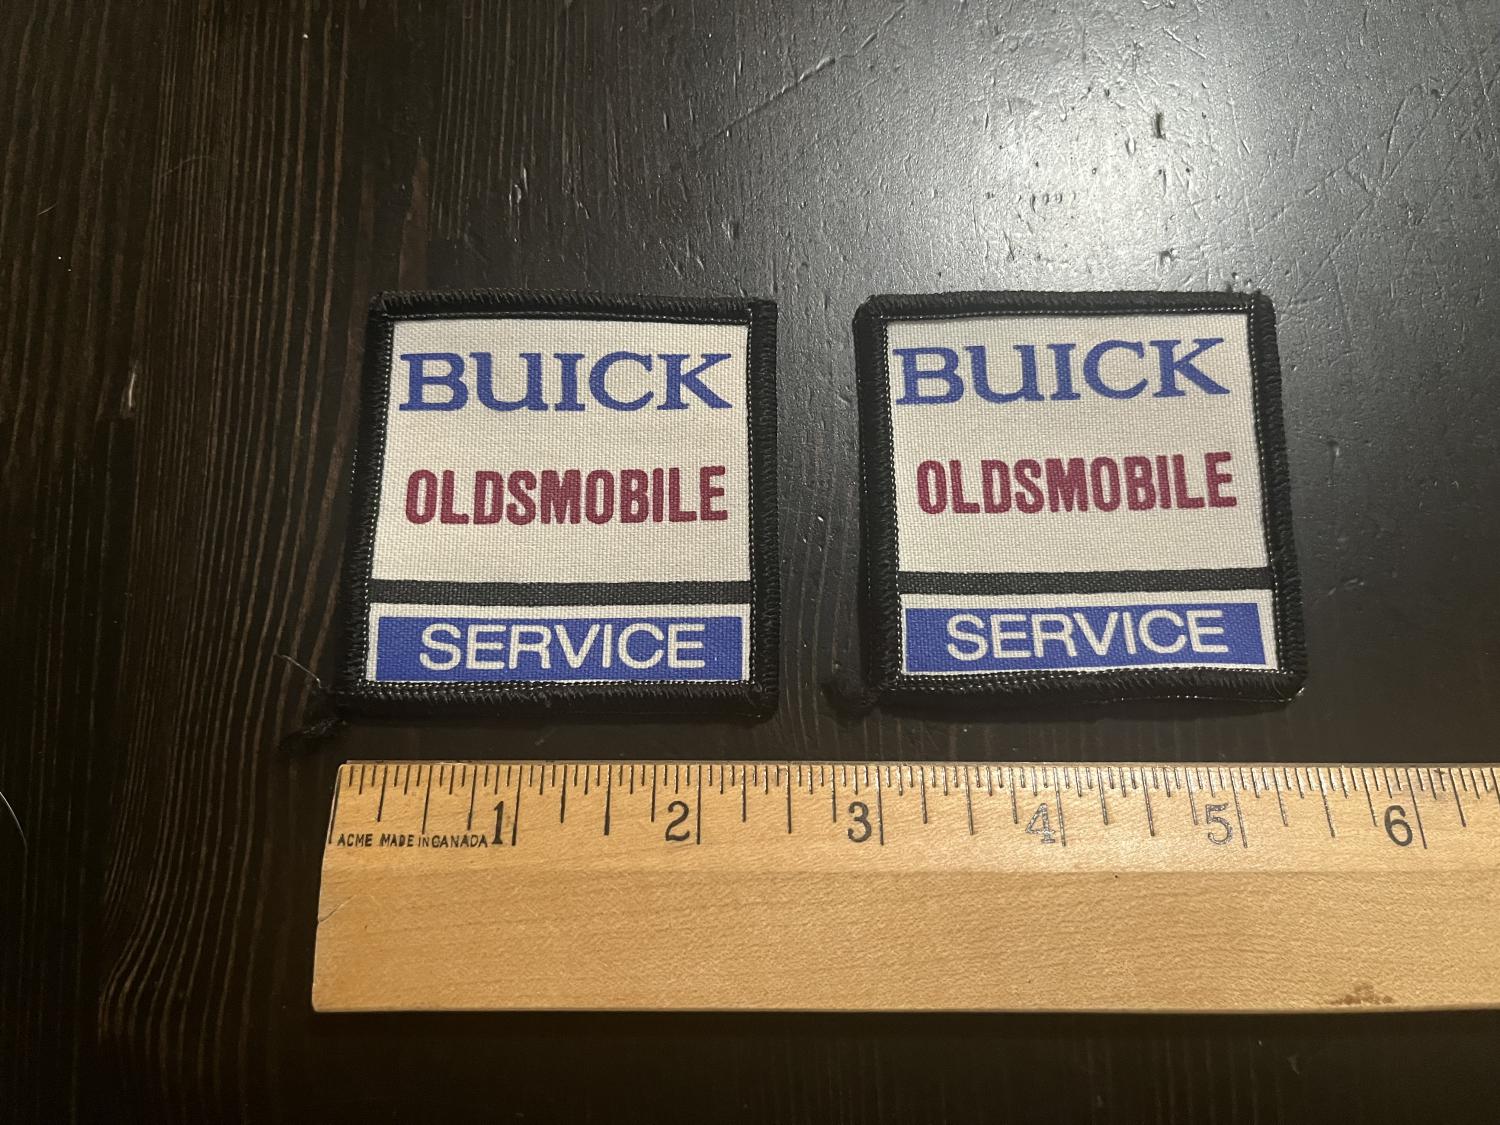 BUICK
OLDSMOBILE
SERVICE
BUICK
OLDSMOBILE
SERVICE
1 2 3 4 5 6
ACME MADE IN CANADA